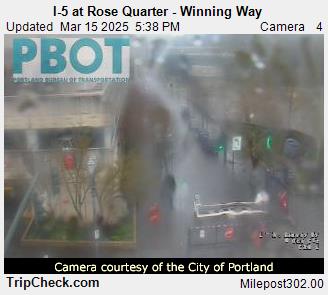 I-5 at Rose Quarter - Winning Way
Updated Mar 15 2025 5:38 PM Camera 4
PBOT
PORTLAND BUREAU OF TRANSPORTATION
Camera courtesy of the City of Portland
TripCheck.com Milepost302.00